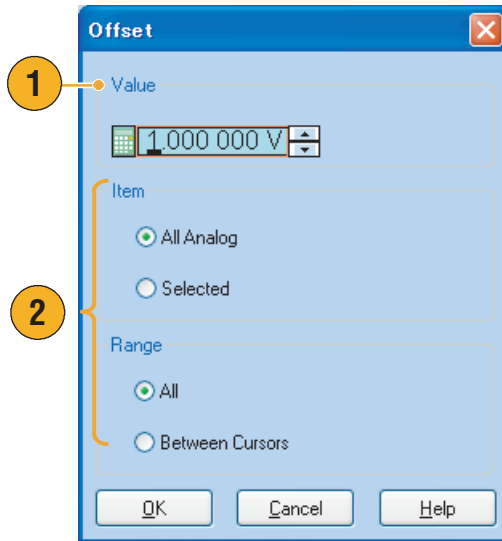 Offset
1
Value
1.000 000 V
Item
All Analog
Selected
2
Range
All
Between Cursors
OK
Cancel
Help